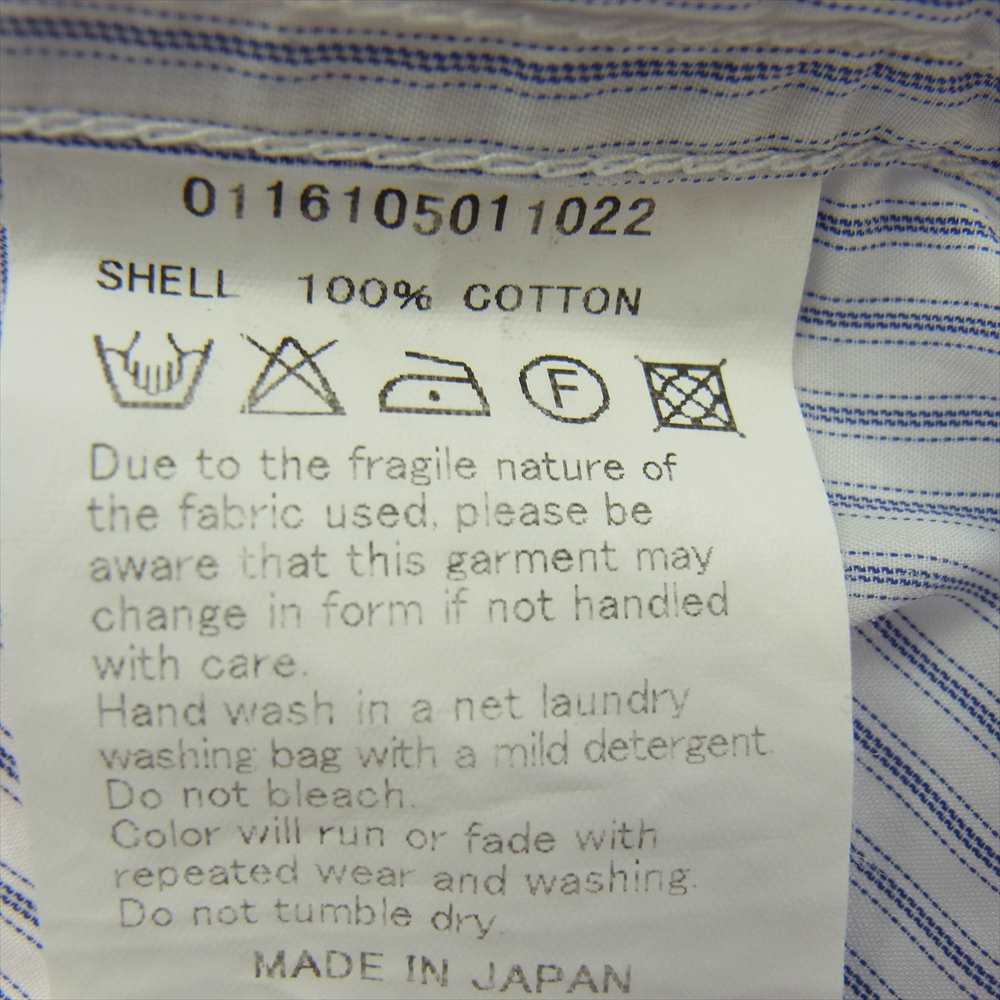 0116105011022
SHELL 100% COTTON
F
Due to the fragile nature of
the fabric used, please be
aware that this garment may
change in form if not handled
with care.
Hand wash in a net laundry
washing bag with a mild detergent.
Do not bleach.
Color will run or fade with
repeated wear and washing.
Do not tumble dry.
MADE IN JAPAN